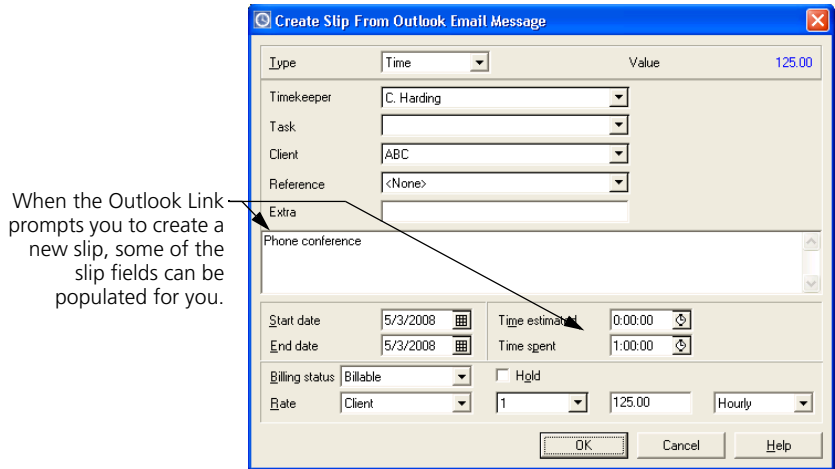 Create Slip From Outlook Email Message
Type Time Value 125.00
Timekeeper C. Harding
Task
Client ABC
Reference <None>
Extra
When the Outlook Link
prompts you to create a
new slip, some of the
slip fields can be
populated for you.
Phone conference
Start date 5/3/2008 Time estimated 0:00:00
End date 5/3/2008 Time spent 1:00:00
Billing status Billable Hold
Rate Client 1 125.00 Hourly
OK Cancel Help